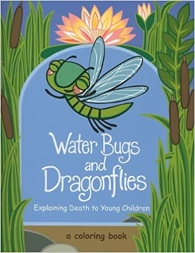 Water Bugs
and
Dragonflies
Explaining Death to Young Children
a coloring book